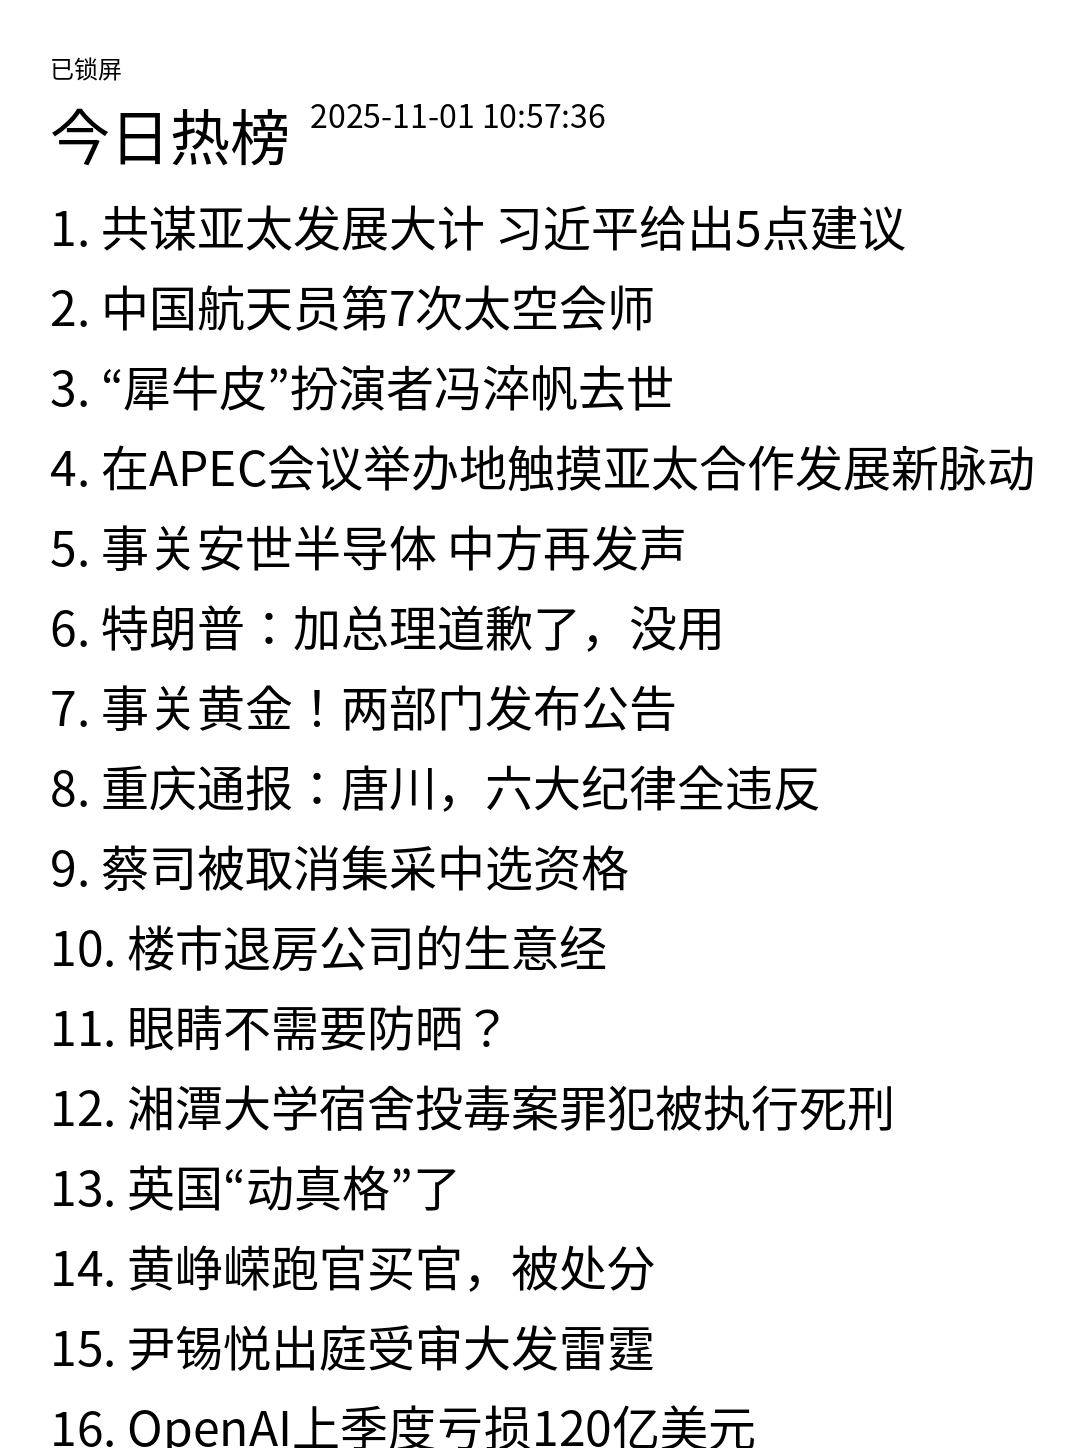 已锁屏
今日热榜 2025-11-01 10:57:36
1. 共谋亚太发展大计 习近平给出5点建议
2. 中国航天员第7次太空会师
3. “犀牛皮”扮演者冯淬帆去世
4. 在APEC会议举办地触摸亚太合作发展新脉动
5. 事关安世半导体 中方再发声
6. 特朗普：加总理道歉了，没用
7. 事关黄金！两部门发布公告
8. 重庆通报：唐川，六大纪律全违反
9. 蔡司被取消集采中选资格
10. 楼市退房公司的生意经
11. 眼睛不需要防晒？
12. 湘潭大学宿舍投毒案罪犯被执行死刑
13. 英国“动真格”了
14. 黄峥嵘跑官买官，被处分
15. 尹锡悦出庭受审大发雷霆
16. OpenAI上季度亏损120亿美元